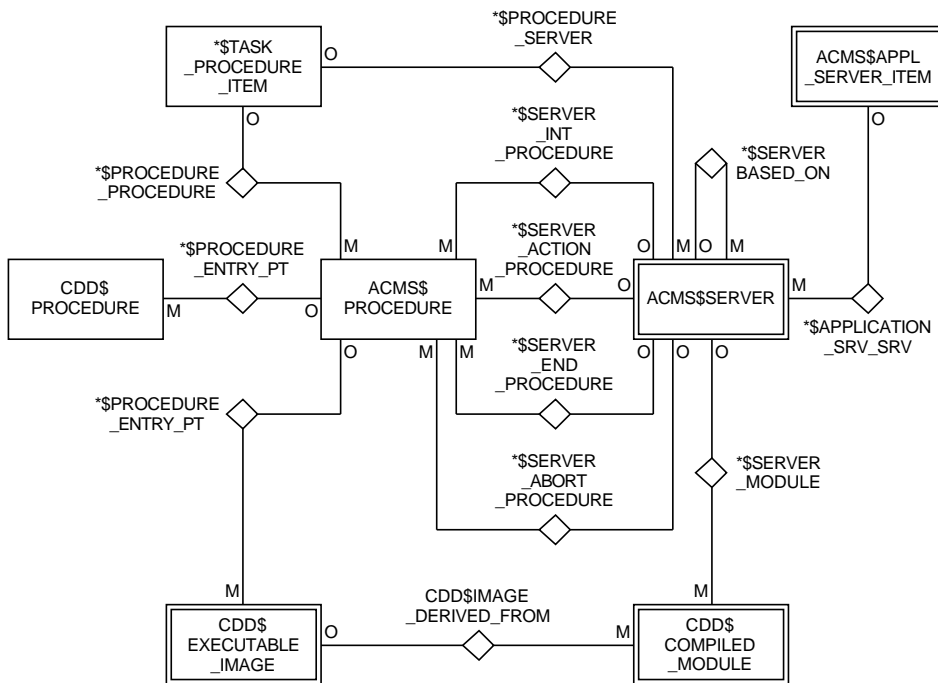 *$PROCEDURE
_SERVER
*$TASK
_PROCEDURE
_ITEM
O
O
ACMS$APPL
_SERVER_ITEM
O
*$SERVER
_INT
_PROCEDURE
*$SERVER
BASED_ON
*$PROCEDURE
_PROCEDURE
M
M
O
M
O
M
*$PROCEDURE
_ENTRY_PT
*$SERVER
_ACTION
_PROCEDURE
CDD$
PROCEDURE
M
O
ACMS$
PROCEDURE
M
O
ACMS$SERVER
M
*$APPLICATION
_SRV_SRV
O
M
M
*$SERVER
_END
_PROCEDURE
O
O
O
*$PROCEDURE
_ENTRY_PT
*$SERVER
_ABORT
_PROCEDURE
*$SERVER
_MODULE
M
M
CDD$IMAGE
_DERIVED_FROM
CDD$
EXECUTABLE
_IMAGE
O
M
CDD$
COMPILED
_MODULE